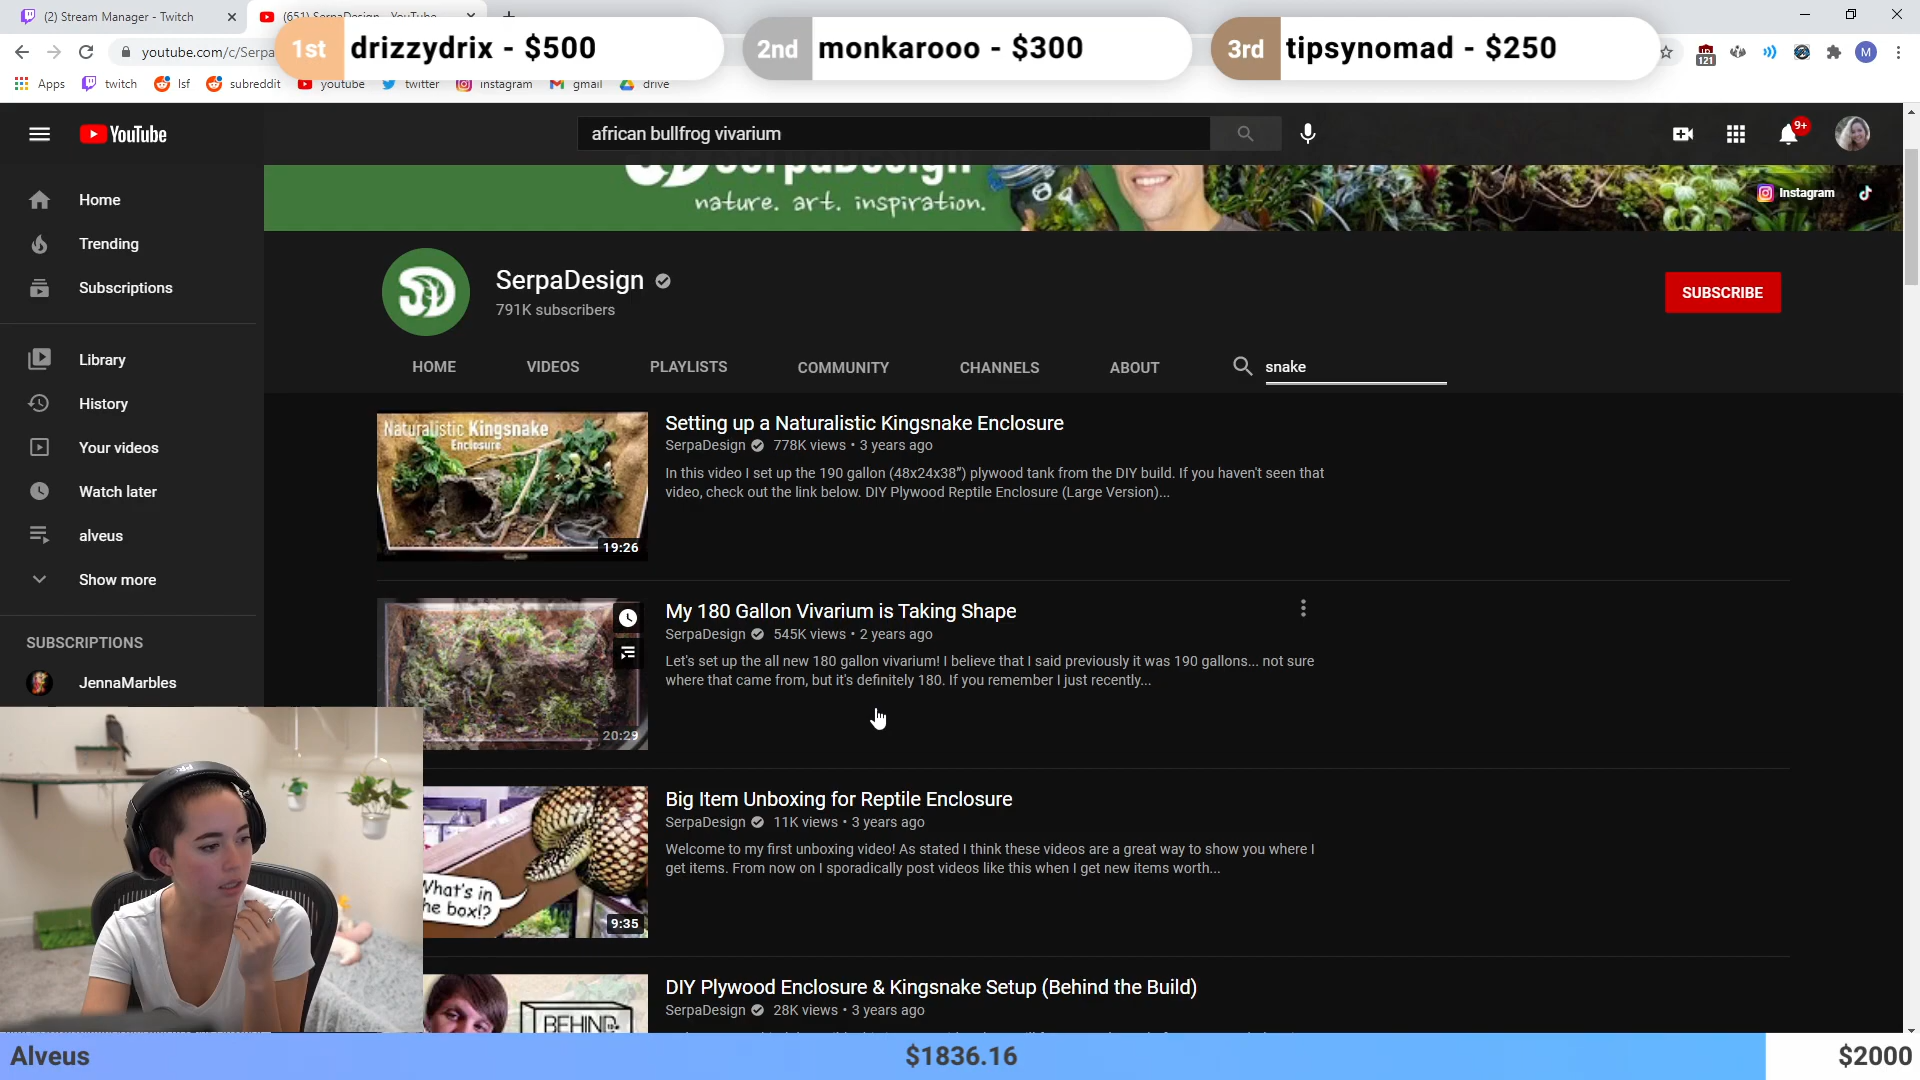 (2) Stream Manager - Twitch
(651) SerpaDesign - YouTube
1st drizzydrix - $500
2nd monkarooo - $300
3rd tipsynomad - $250
youtube.com/c/Serpa
121
M
Apps
twitch
lsf
subreddit
youtube
twitter
instagram
gmail
drive
YouTube
african bullfrog vivarium
9+
SerpaDesign
nature. art. inspiration.
Instagram
Home
Trending
Subscriptions
Library
History
Your videos
Watch later
alveus
Show more
SUBSCRIPTIONS
JennaMarbles
SD
SerpaDesign
791K subscribers
SUBSCRIBE
HOME
VIDEOS
PLAYLISTS
COMMUNITY
CHANNELS
ABOUT
snake
Naturalistic Kingsnake
Enclosure
19:26
Setting up a Naturalistic Kingsnake Enclosure
SerpaDesign 778K views • 3 years ago
In this video I set up the 190 gallon (48x24x38”) plywood tank from the DIY build. If you haven't seen that
video, check out the link below. DIY Plywood Reptile Enclosure (Large Version)...
20:29
My 180 Gallon Vivarium is Taking Shape
SerpaDesign 545K views • 2 years ago
Let's set up the all new 180 gallon vivarium! I believe that I said previously it was 190 gallons... not sure
where that came from, but it's definitely 180. If you remember I just recently...
What's in
he box!?
9:35
Big Item Unboxing for Reptile Enclosure
SerpaDesign 11K views • 3 years ago
Welcome to my first unboxing video! As stated I think these videos are a great way to show you where I
get items. From now on I sporadically post videos like this when I get new items worth...
BEHIND
DIY Plywood Enclosure & Kingsnake Setup (Behind the Build)
SerpaDesign 28K views • 3 years ago
Alveus
$1836.16
$2000